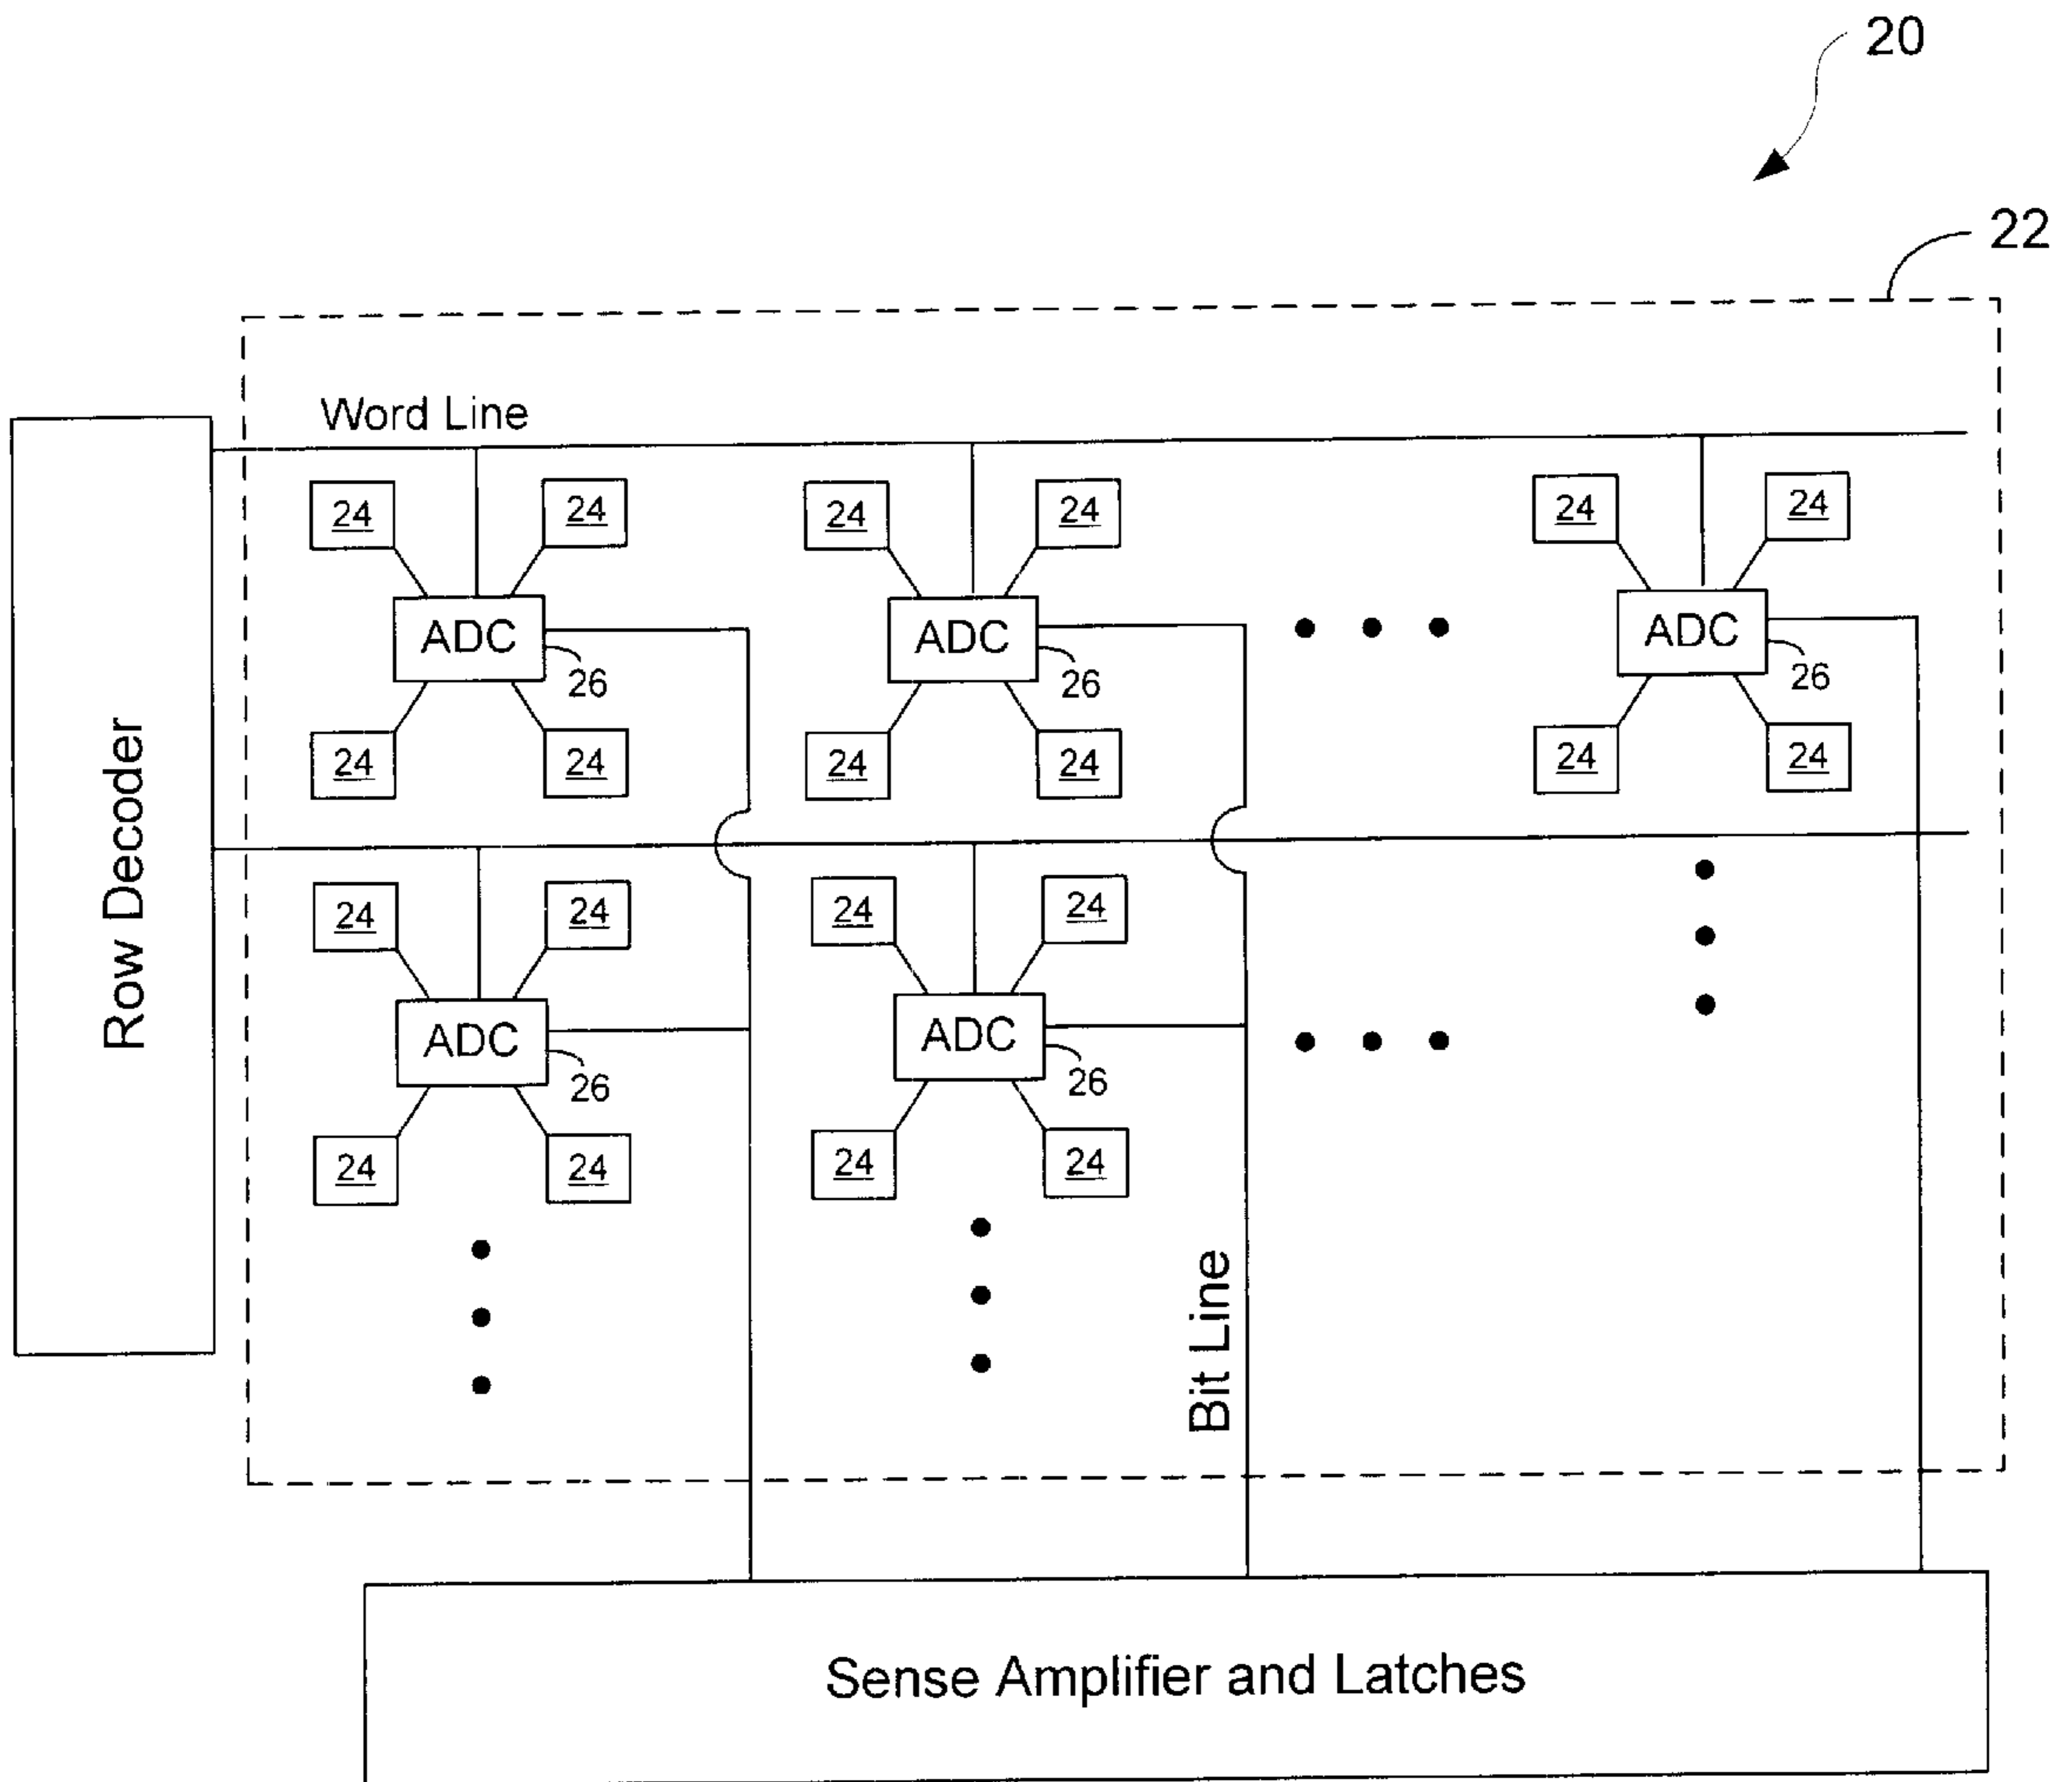 20
22
Word Line
24 24 24 24 24 24
ADC ADC ADC
26 26 26
24 24 24 24 24 24
Row Decoder
24 24 24 24
ADC ADC
26 26
24 24 24 24
Bit Line
Sense Amplifier and Latches